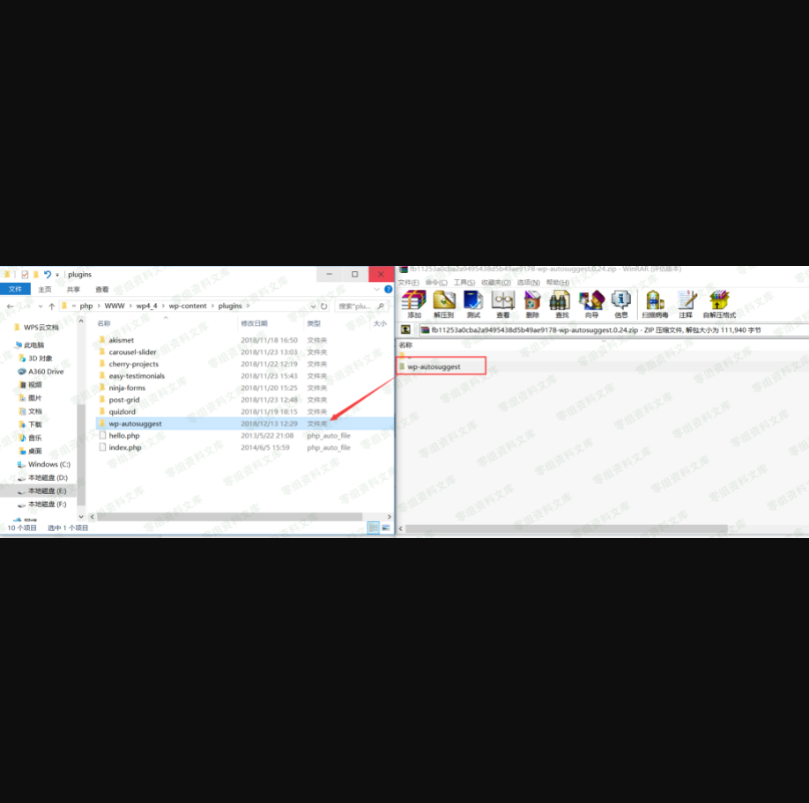 plugins
文件 主页 共享 查看
php › WWW › wp4_4 › wp-content › plugins › 搜索"plu...
名称 修改日期 类型 大小
WPS云文档
此电脑
3D 对象
A360 Drive
视频
图片
文档
下载
音乐
桌面
Windows (C:)
本地磁盘 (D:)
本地磁盘 (E:)
本地磁盘 (F:)
akismet 2018/11/18 16:50 文件夹
carousel-slider 2018/11/23 13:03 文件夹
cherry-projects 2018/11/22 12:19 文件夹
easy-testimonials 2018/11/23 15:43 文件夹
ninja-forms 2018/11/20 15:25 文件夹
post-grid 2018/11/23 12:48 文件夹
quizlord 2018/11/19 18:15 文件夹
wp-autosuggest 2018/12/13 12:29 文件夹
hello.php 2013/5/22 21:08 php_auto_file
index.php 2014/6/5 15:59 php_auto_file
10 个项目 选中 1 个项目
fb11253a0cba2a9495438d5b49ae9178-wp-autosuggest.0.24.zip - WinRAR (评估版本)
文件(F) 命令(C) 工具(S) 收藏夹(O) 选项(N) 帮助(H)
添加 解压到 测试 查看 删除 查找 向导 信息 扫描病毒 注释 自解压格式
fb11253a0cba2a9495438d5b49ae9178-wp-autosuggest.0.24.zip - ZIP 压缩文件, 解包大小为 111,940 字节
名称
..
wp-autosuggest
零组资料文库